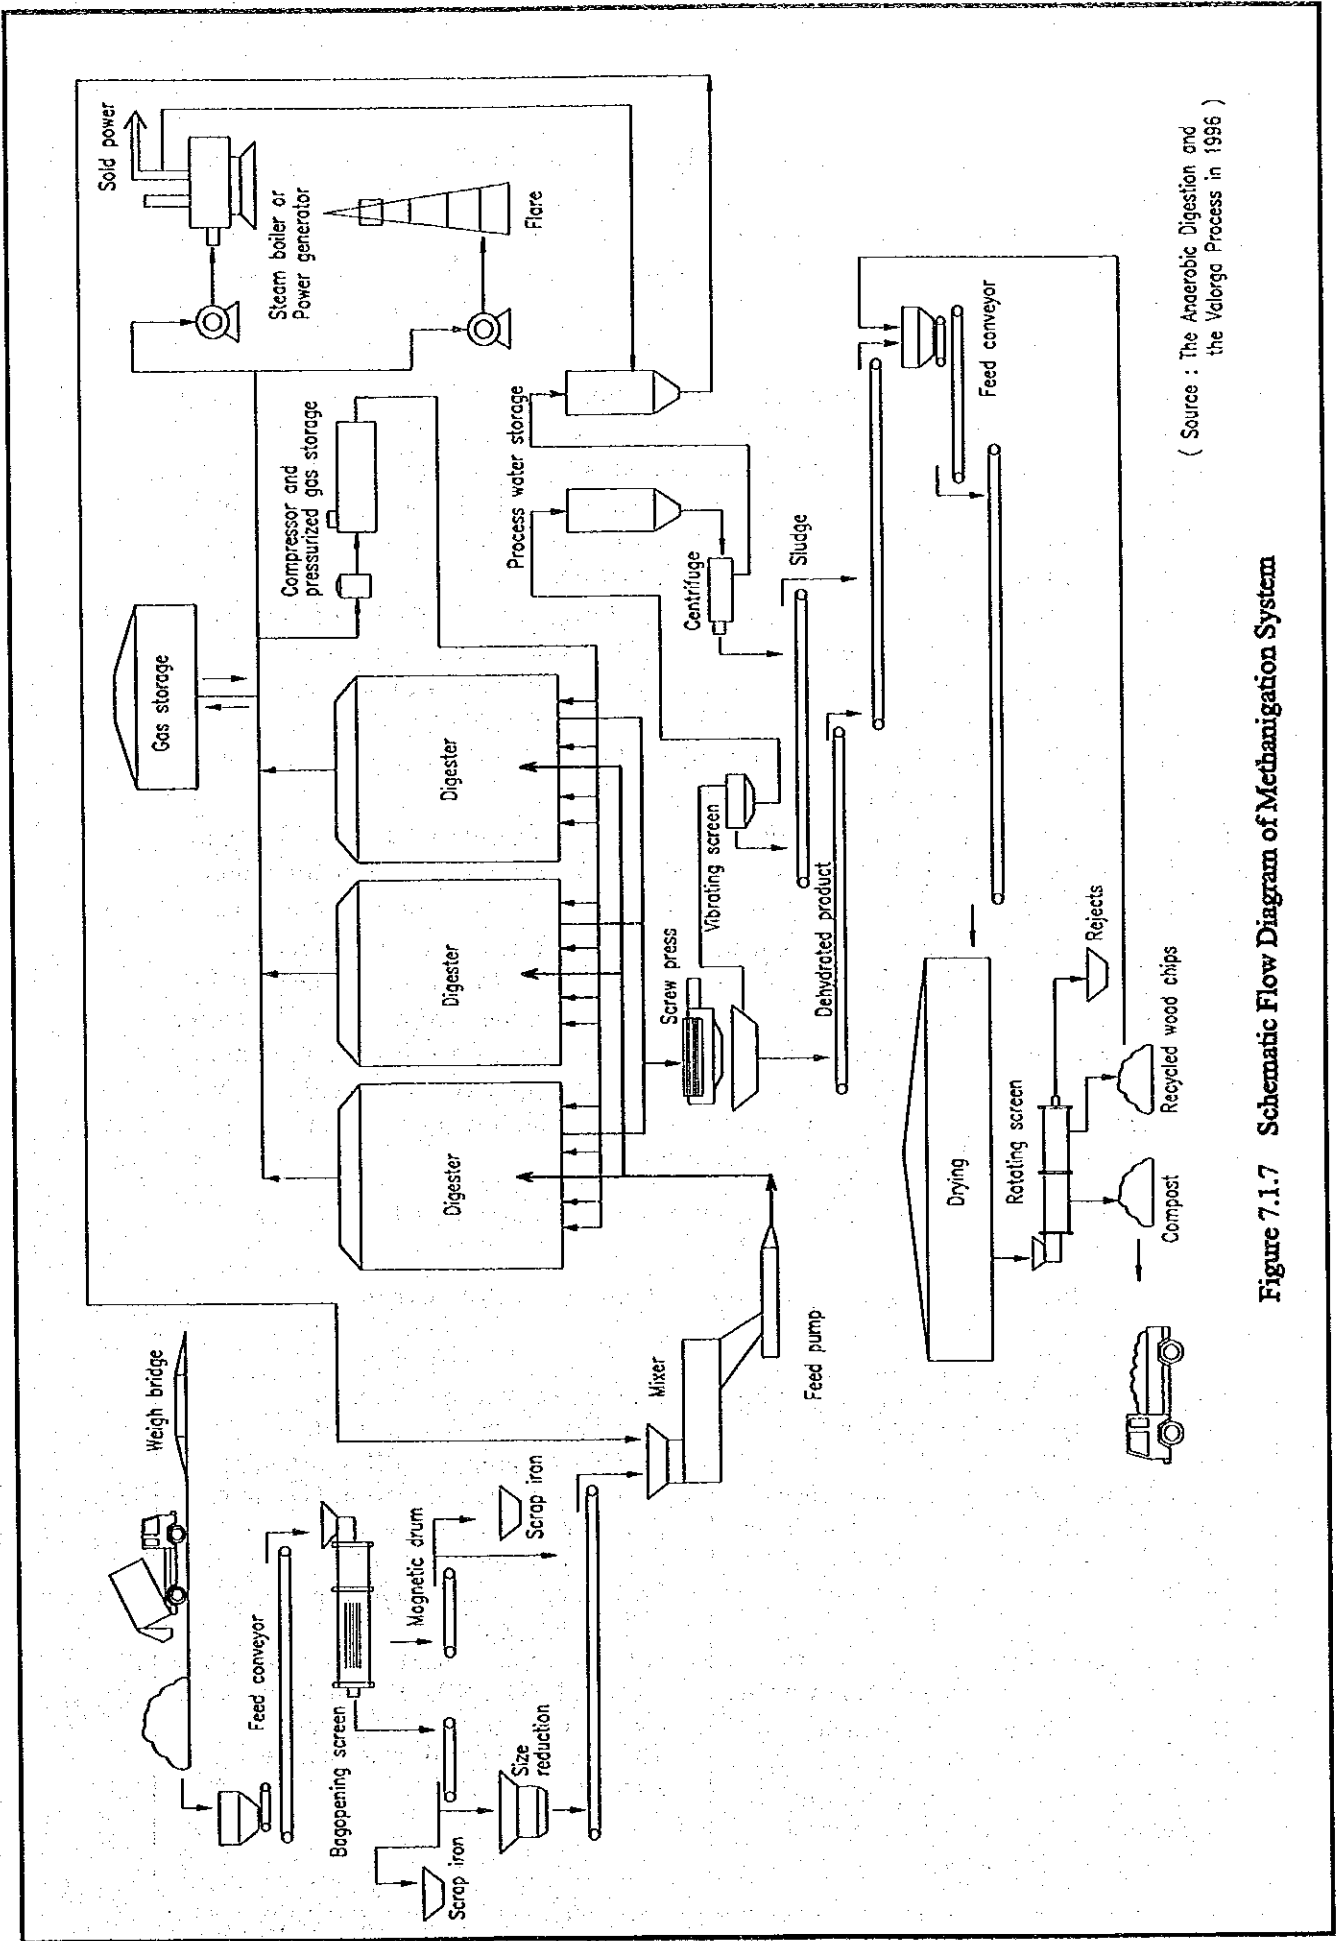 Sold power
Steam boiler or
Power generator
Flare
Compressor and
pressurized gas storage
Gas storage
Process water storage
Centrifuge
Sludge
Digester
Digester
Digester
Vibrating screen
Screw press
Dehydrated product
Feed conveyor
Weigh bridge
Feed conveyor
Bagopening screen
Magnetic drum
Scrap iron
Scrap iron
Size
reduction
Mixer
Feed pump
Drying
Rotating screen
Rejects
Recycled wood chips
Compost
( Source : The Anaerobic Digestion and
the Valorga Process in 1996 )
Figure 7.1.7 Schematic Flow Diagram of Methanigation System